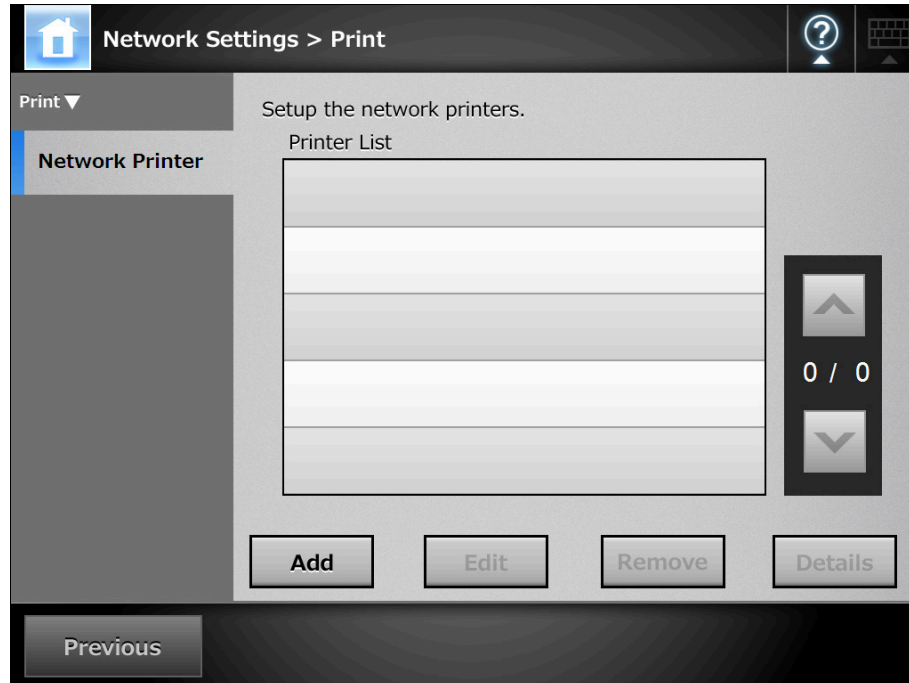 Network Settings > Print
?
Print ▼
Network Printer
Setup the network printers.
Printer List
0 / 0
Add
Edit
Remove
Details
Previous